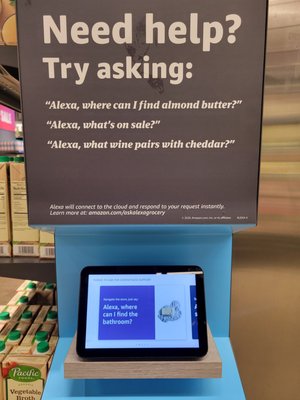 Need help?
Try asking:
“Alexa, where can I find almond butter?”
“Alexa, what's on sale?”
“Alexa, what wine pairs with cheddar?”
Alexa will connect to the cloud and respond to your request instantly.
Learn more at: amazon.com/askalexagrocery
Alexa, where
can I find the
bathroom?
Pacific
FOODS
Vegetable
Broth